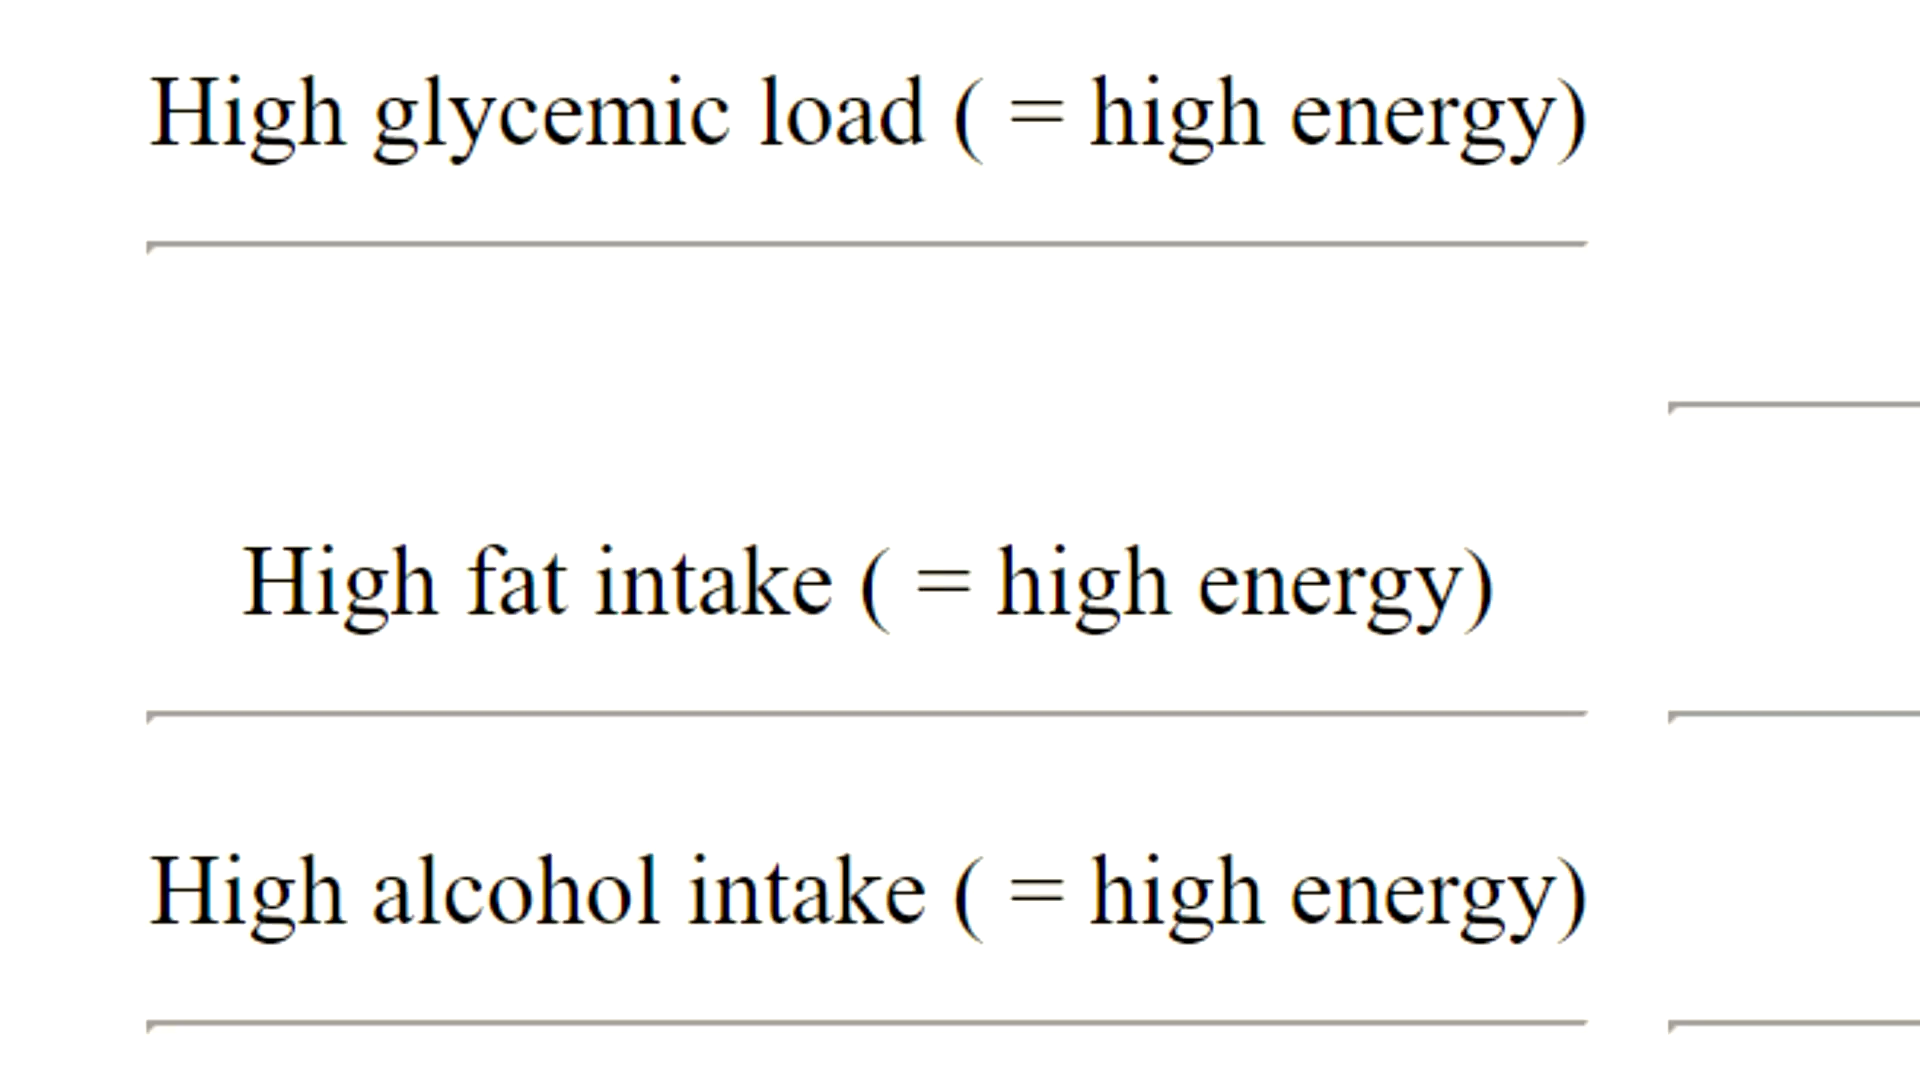 High glycemic load ( = high energy)
High fat intake ( = high energy)
High alcohol intake ( = high energy)